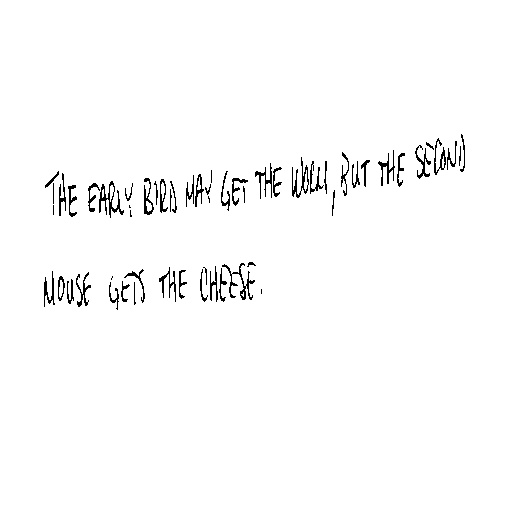 THE EARLY BIRD MAY GET THE WORM, BUT THE SECOND
MOUSE GETS THE CHEESE.